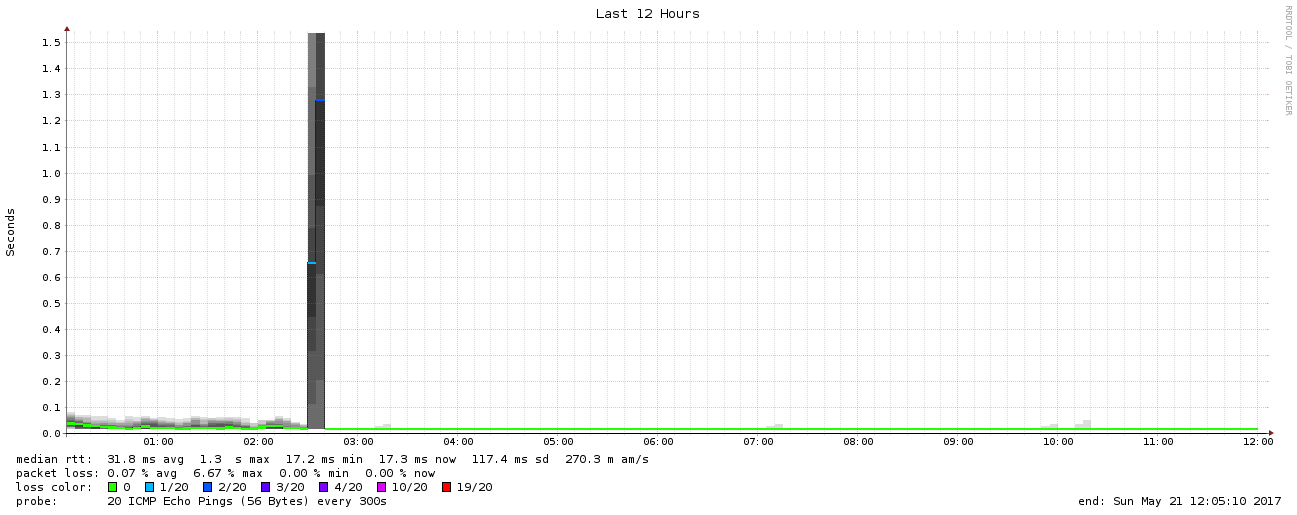 Last 12 Hours
RRDTOOL / TOBI OETIKER
Seconds
1.5
1.4
1.3
1.2
1.1
1.0
0.9
0.8
0.7
0.6
0.5
0.4
0.3
0.2
0.1
0.0
01:00 02:00 03:00 04:00 05:00 06:00 07:00 08:00 09:00 10:00 11:00 12:00
median rtt: 31.8 ms avg 1.3 s max 17.2 ms min 17.3 ms now 117.4 ms sd 270.3 m am/s
packet loss: 0.07 % avg 6.67 % max 0.00 % min 0.00 % now
loss color: 0 1/20 2/20 3/20 4/20 10/20 19/20
probe: 20 ICMP Echo Pings (56 Bytes) every 300s end: Sun May 21 12:05:10 2017